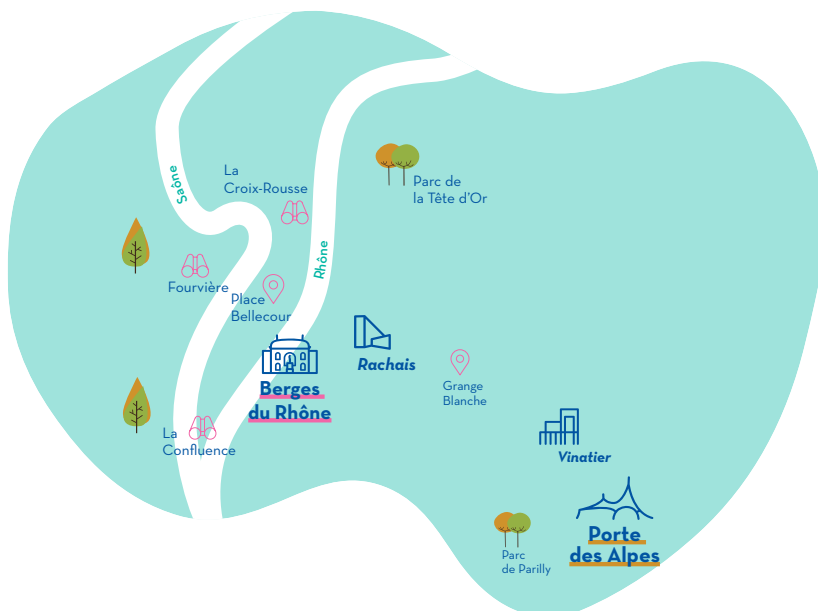 Saône
La
Croix-Rousse
Parc de
la Tête d'Or
Rhône
Fourvière
Place
Bellecour
Rachais
Berges
du Rhône
Grange
Blanche
La
Confluence
Vinatier
Porte
des Alpes
Parc
de Parilly